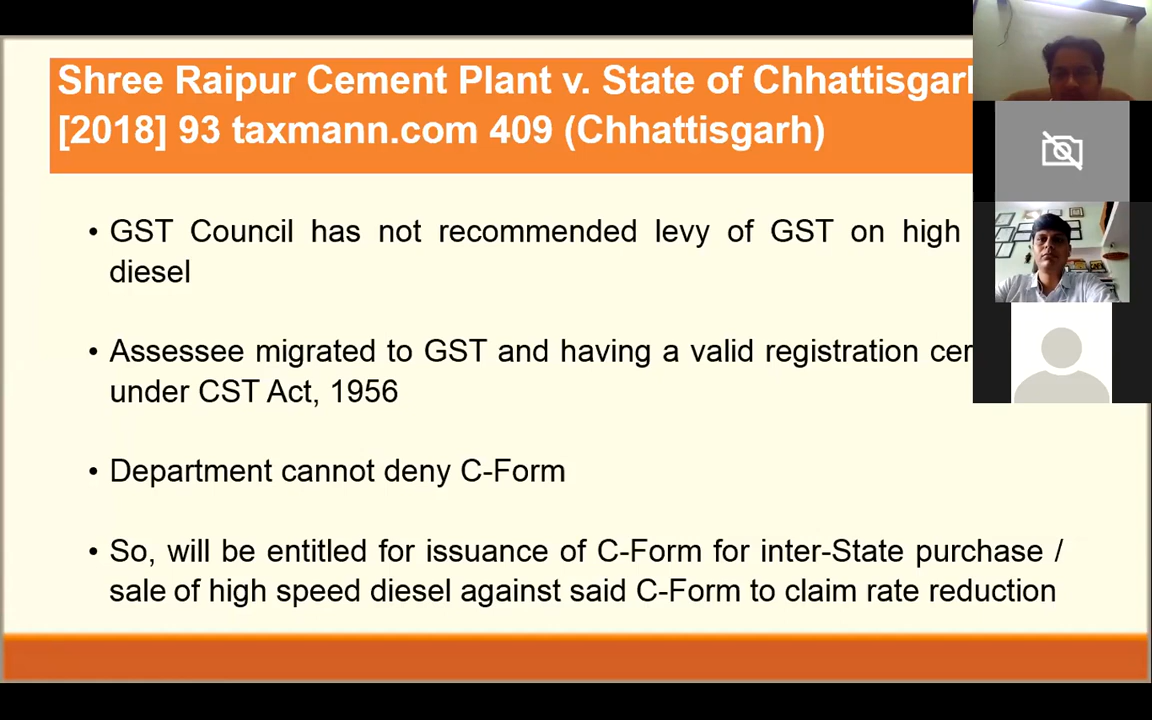 Shree Raipur Cement Plant v. State of Chhattisgarh
[2018] 93 taxmann.com 409 (Chhattisgarh)
• GST Council has not recommended levy of GST on high
diesel
• Assessee migrated to GST and having a valid registration
under CST Act, 1956
• Department cannot deny C-Form
• So, will be entitled for issuance of C-Form for inter-State purchase /
sale of high speed diesel against said C-Form to claim rate reduction